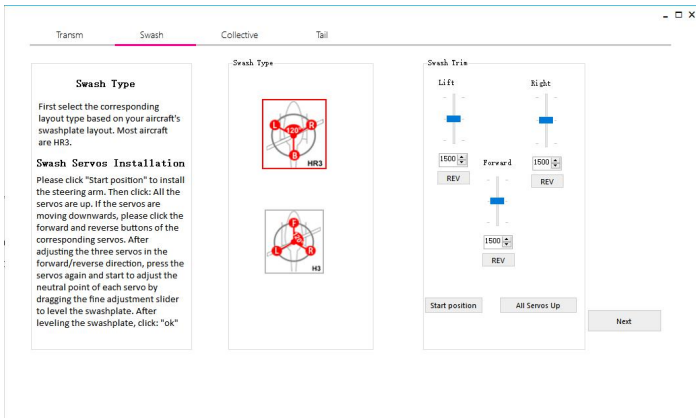 Transm
Swash
Collective
Tail
Swash Type
First select the corresponding
layout type based on your aircraft's
swashplate layout. Most aircraft
are HR3.
Swash Servos Installation
Please click "Start position" to install
the steering arm. Then click: All the
servos are up. If the servos are
moving downwards, please click the
forward and reverse buttons of the
corresponding servos. After
adjusting the three servos in the
forward/reverse direction, press the
servos again and start to adjust the
neutral point of each servo by
dragging the fine adjustment slider
to level the swashplate. After
leveling the swashplate, click: "ok"
Swash Type
L
120°
R
B
HR3
F
L
R
H3
Swash Trim
Lift
Right
1500
REV
Forward
1500
REV
1500
REV
Start position
All Servos Up
Next